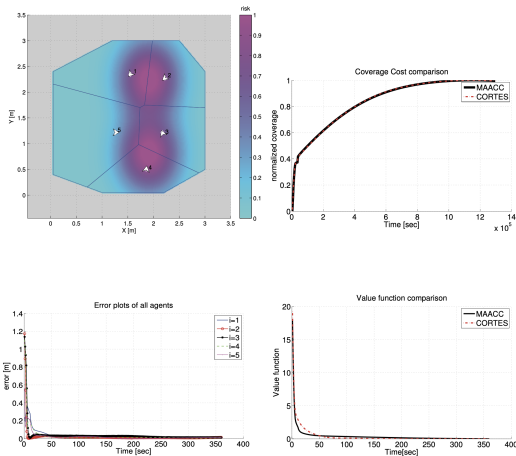 risk
3.5
3
2.5
2
1.5
1
0.5
0
Y [m]
0 0.5 1 1.5 2 2.5 3 3.5
X [m]
1
2
3
4
5
1
0.9
0.8
0.7
0.6
0.5
0.4
0.3
0.2
0.1
0
Coverage Cost comparison
MAACC
CORTES
normalized coverage
1
0.8
0.6
0.4
0.2
0
0 2 4 6 8 10 12 14
Time [sec]
x 10⁵
Error plots of all agents
i=1
i=2
i=3
i=4
i=5
error [m]
1.4
1.2
1
0.8
0.6
0.4
0.2
0
0 50 100 150 200 250 300 350 400
Time [sec]
Value function comparison
MAACC
CORTES
Value function
20
15
10
5
0
0 50 100 150 200 250 300 350 400
Time[sec]